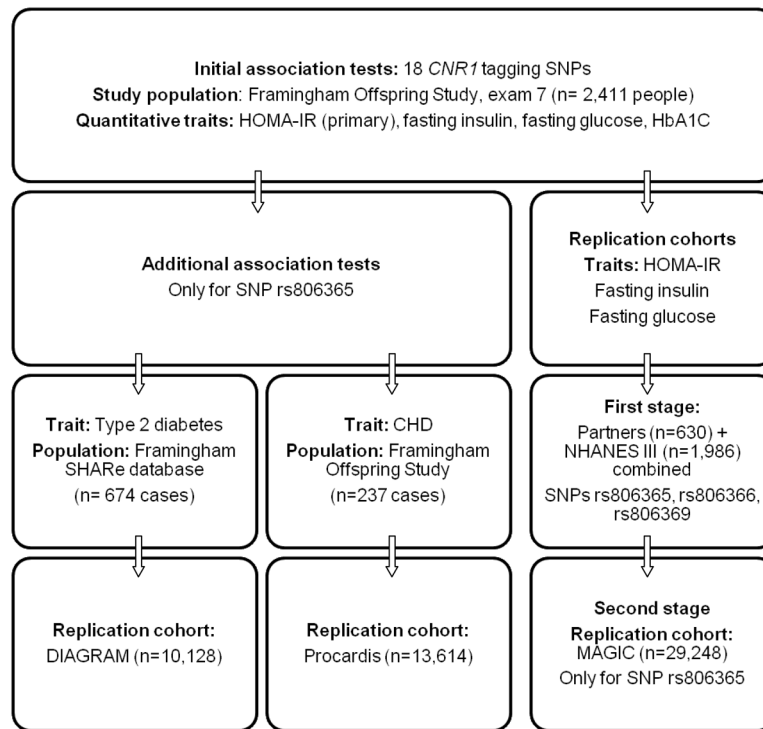 Initial association tests: 18 CNR1 tagging SNPs
Study population: Framingham Offspring Study, exam 7 (n= 2,411 people)
Quantitative traits: HOMA-IR (primary), fasting insulin, fasting glucose, HbA1C
Additional association tests
Only for SNP rs806365
Replication cohorts
Traits: HOMA-IR
Fasting insulin
Fasting glucose
Trait: Type 2 diabetes
Population: Framingham
SHARe database
(n= 674 cases)
Trait: CHD
Population: Framingham
Offspring Study
(n=237 cases)
First stage:
Partners (n=630) +
NHANES III (n=1,986)
combined
SNPs rs806365, rs806366,
rs806369
Replication cohort:
DIAGRAM (n=10,128)
Replication cohort:
Procardis (n=13,614)
Second stage
Replication cohort:
MAGIC (n=29,248)
Only for SNP rs806365